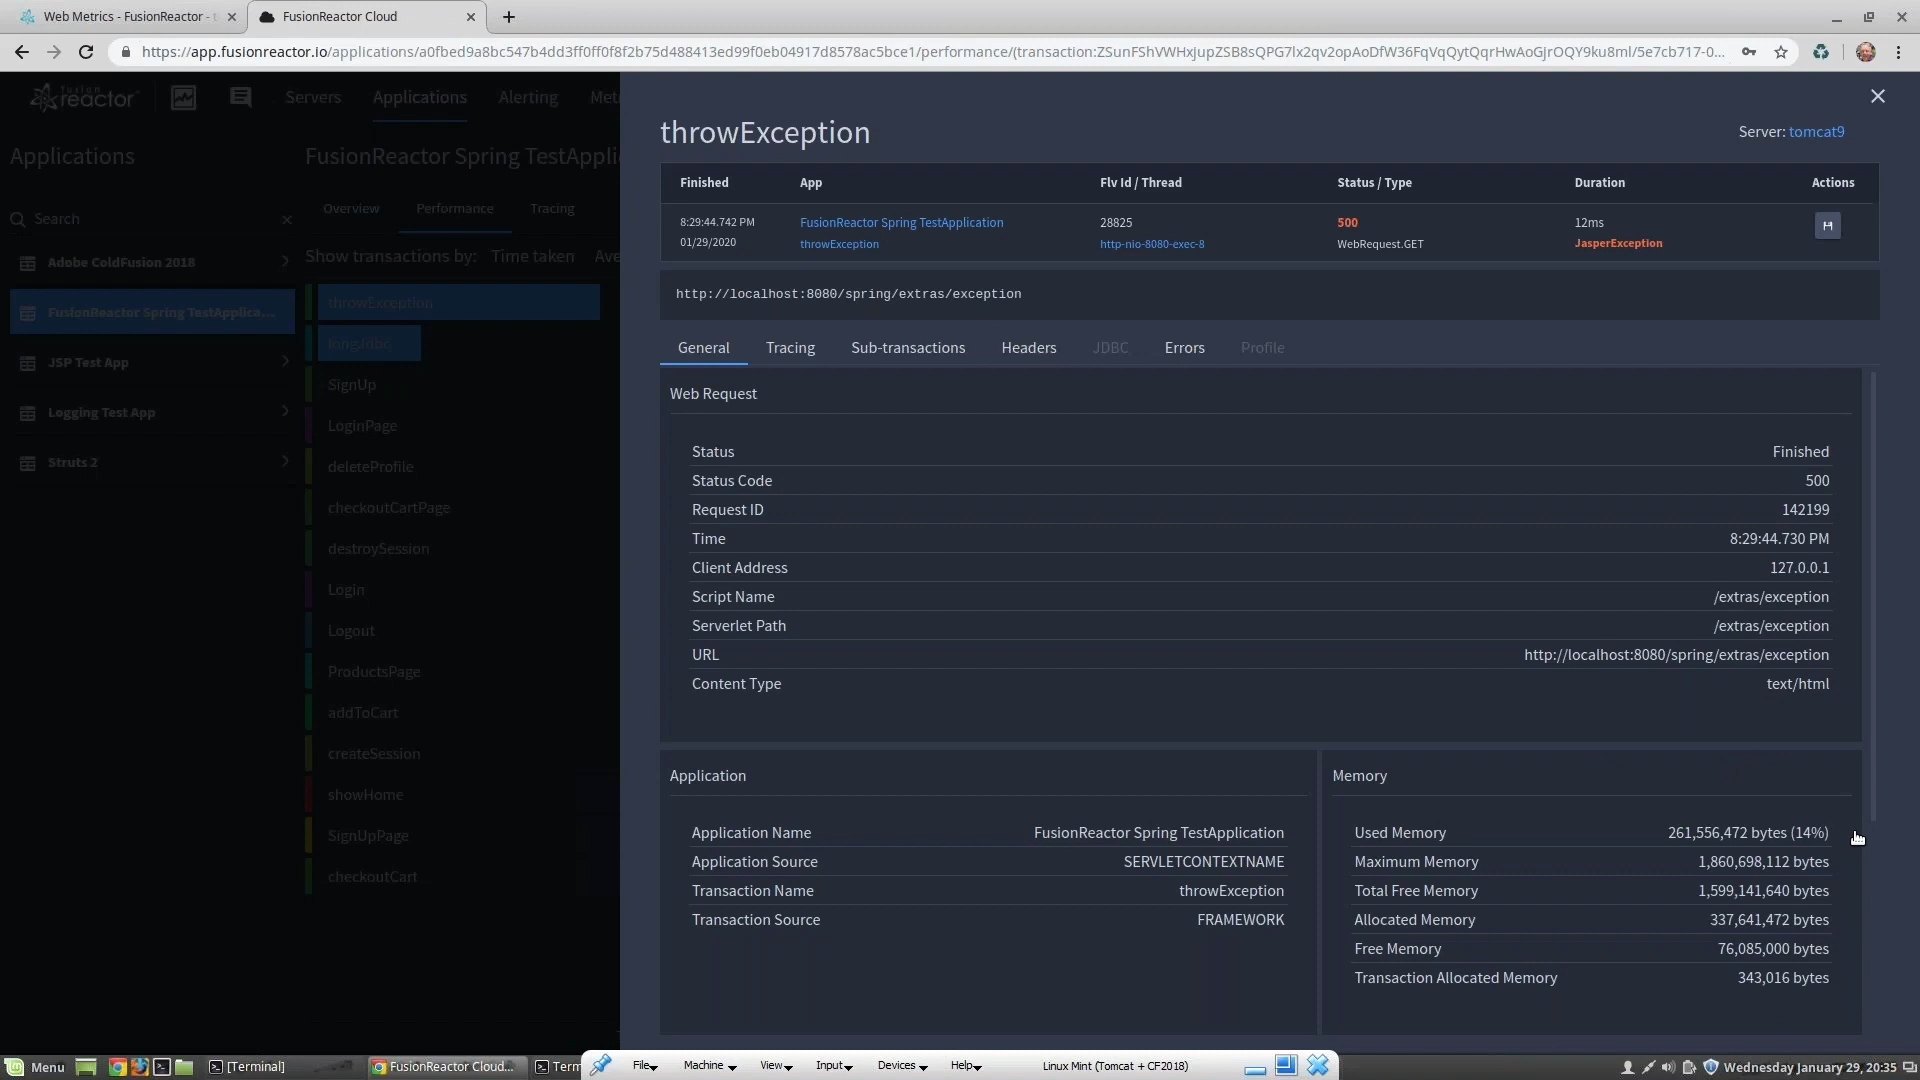 Web Metrics - FusionReactor -
FusionReactor Cloud
https://app.fusionreactor.io/applications/a0fbed9a8bc547b4dd3ff0ff0f8f2b75d488413ed99f0eb04917d8578ac5bce1/performance/(transaction:ZSunFShVWHxJupZSB8sQPG7lx2qv2opAoDfW36FqVqQytQqrHwAoGjrOQY9ku8ml/5e7cb717-0...
fusion reactor
Servers
Applications
Alerting
Met
Applications
FusionReactor Spring TestAppli
Search
Overview
Performance
Tracing
Show transactions by:
Time taken
Ave
Adobe ColdFusion 2018
FusionReactor Spring TestApplica...
JSP Test App
Logging Test App
Struts 2
throwException
SignUp
LoginPage
deleteProfile
checkoutCartPage
destroySession
Login
Logout
ProductsPage
addToCart
createSession
showHome
SignUpPage
checkoutCart
throwException
Server: tomcat9
Finished App Flv Id / Thread Status / Type Duration Actions
8:29:44.742 PM FusionReactor Spring TestApplication 28825 500 12ms
01/29/2020 throwException http-nio-8080-exec-8 WebRequest.GET JasperException
http://localhost:8080/spring/extras/exception
General Tracing Sub-transactions Headers JDBC Errors Profile
Web Request
Status Finished
Status Code 500
Request ID 142199
Time 8:29:44.730 PM
Client Address 127.0.0.1
Script Name /extras/exception
Serverlet Path /extras/exception
URL http://localhost:8080/spring/extras/exception
Content Type text/html
Application
Application Name FusionReactor Spring TestApplication
Application Source SERVLETCONTEXTNAME
Transaction Name throwException
Transaction Source FRAMEWORK
Memory
Used Memory 261,556,472 bytes (14%)
Maximum Memory 1,860,698,112 bytes
Total Free Memory 1,599,141,640 bytes
Allocated Memory 337,641,472 bytes
Free Memory 76,085,000 bytes
Transaction Allocated Memory 343,016 bytes
Menu
[Terminal]
FusionReactor Cloud...
Term
File Machine View Input Devices Help
Linux Mint (Tomcat + CF2018)
Wednesday January 29, 20:35